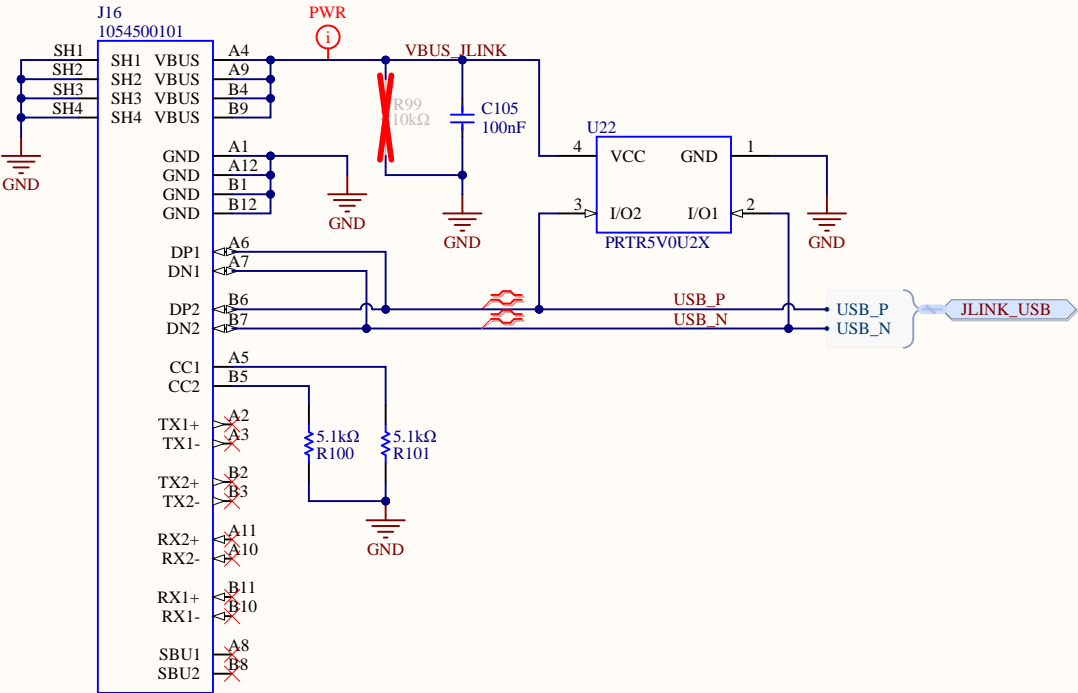 J16
1054500101
PWR
i
VBUS_JLINK
SH1 SH1 VBUS A4
SH2 SH2 VBUS A9
SH3 SH3 VBUS B4
SH4 SH4 VBUS B9
GND
R99
10kΩ
C105
100nF
U22
4 VCC GND 1
3 I/O2 I/O1 2
PRTR5V0U2X
GND A1
GND A12
GND B1
GND B12
GND
GND
GND
DP1 A6
DN1 A7
DP2 B6
DN2 B7
USB_P
USB_N
USB_P
USB_N
JLINK_USB
CC1 A5
CC2 B5
5.1kΩ
R100
5.1kΩ
R101
GND
TX1+ A2
TX1- A3
TX2+ B2
TX2- B3
RX2+ A11
RX2- A10
RX1+ B11
RX1- B10
SBU1 A8
SBU2 B8